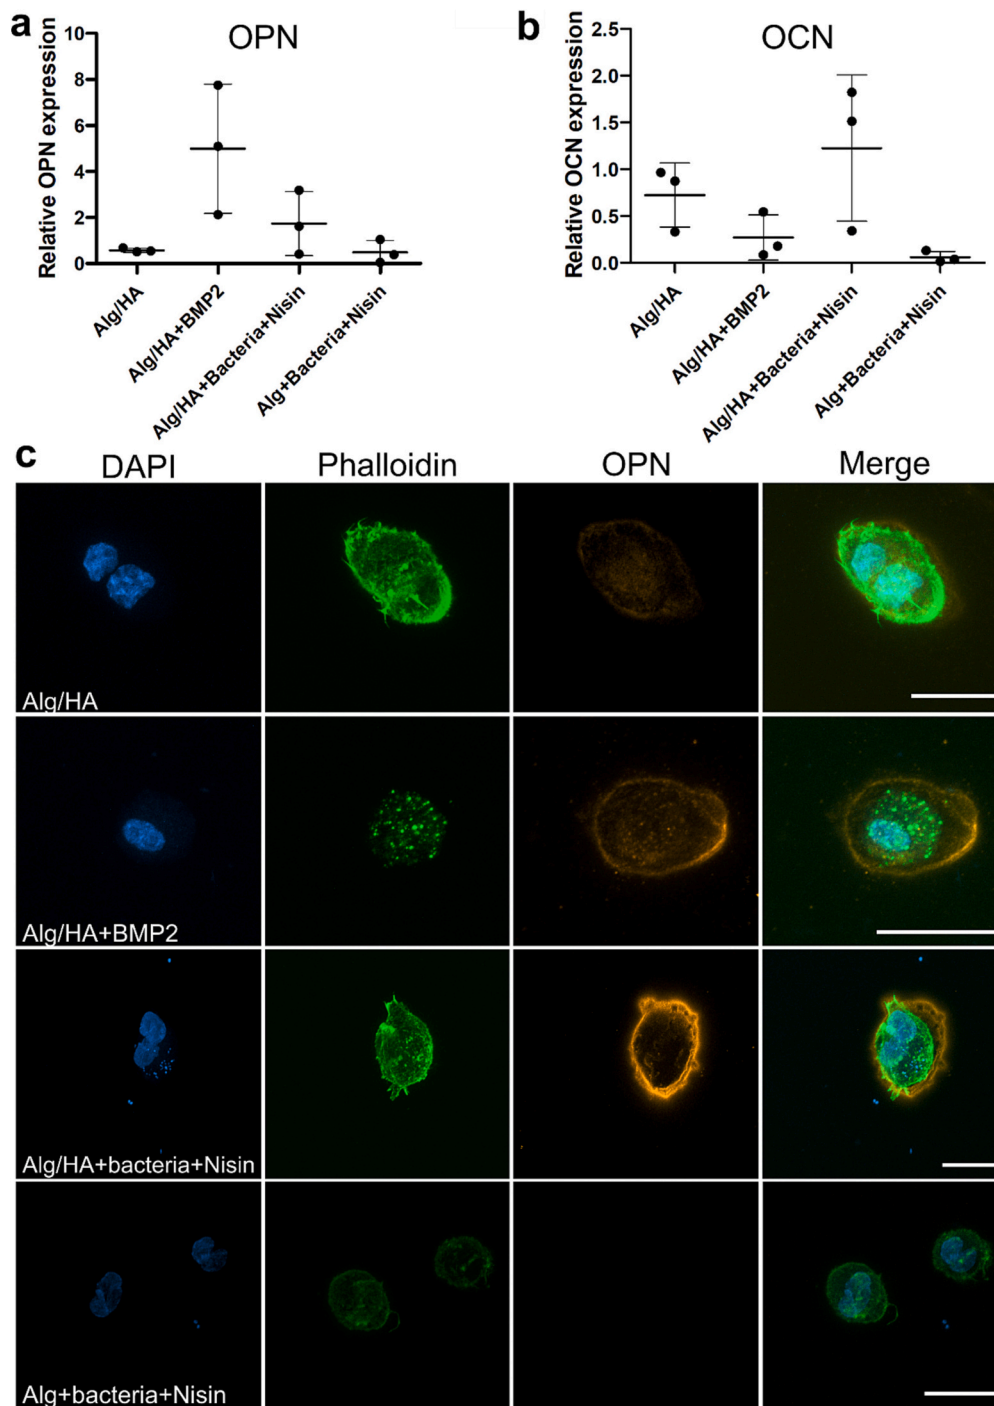 a
OPN
Relative OPN expression
10
8
6
4
2
0
Alg/HA
Alg/HA+BMP2
Alg/HA+Bacteria+Nisin
Alg+Bacteria+Nisin
b
OCN
Relative OCN expression
2.5
2.0
1.5
1.0
0.5
0.0
Alg/HA
Alg/HA+BMP2
Alg/HA+Bacteria+Nisin
Alg+Bacteria+Nisin
c
DAPI
Phalloidin
OPN
Merge
Alg/HA
Alg/HA+BMP2
Alg/HA+bacteria+Nisin
Alg+bacteria+Nisin